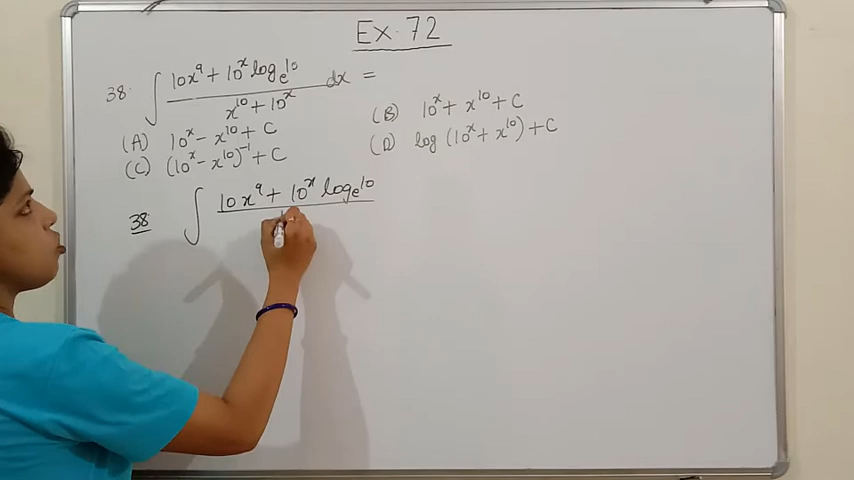 Ex. 72
38. ∫ (10x⁹ + 10ˣ logₑ10) / (x¹⁰ + 10ˣ) dx =
(A) 10ˣ - x¹⁰ + C (B) 10ˣ + x¹⁰ + C
(C) (10ˣ - x¹⁰)⁻¹ + C (D) log (10ˣ + x¹⁰) + C
38 ∫ 10x⁹ + 10ˣ logₑ10